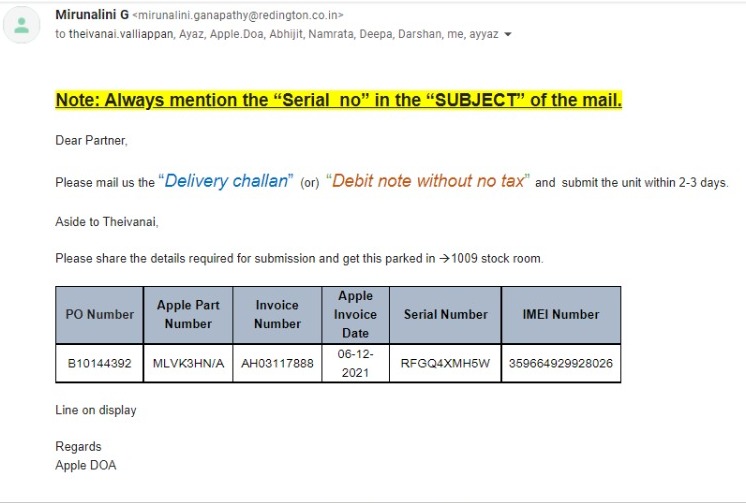 Mirunalini G <mirunalini.ganapathy@redington.co.in>
to theivanai.valliappan, Ayaz, Apple.Doa, Abhijit, Namrata, Deepa, Darshan, me, ayyaz
Note: Always mention the “Serial no” in the “SUBJECT” of the mail.
Dear Partner,
Please mail us the “Delivery challan” (or) “Debit note without no tax” and submit the unit within 2-3 days.
Aside to Theivanai,
Please share the details required for submission and get this parked in →1009 stock room.
PO Number Apple Part Number Invoice Number Apple Invoice Date Serial Number IMEI Number
B10144392 MLVK3HN/A AH03117888 06-12-2021 RFGQ4XMH5W 359664929928026
Line on display
Regards
Apple DOA